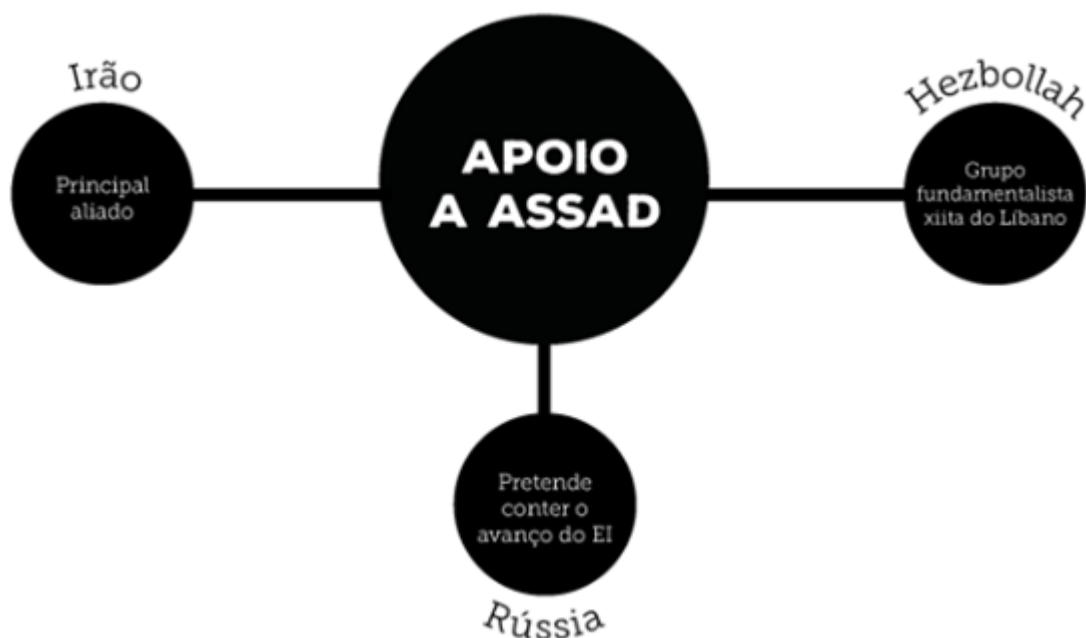 Irão
Principal
aliado
APOIO
A ASSAD
Hezbollah
Grupo
fundamentalista
xiita do Líbano
Pretende
conter o
avanço do EI
Rússia